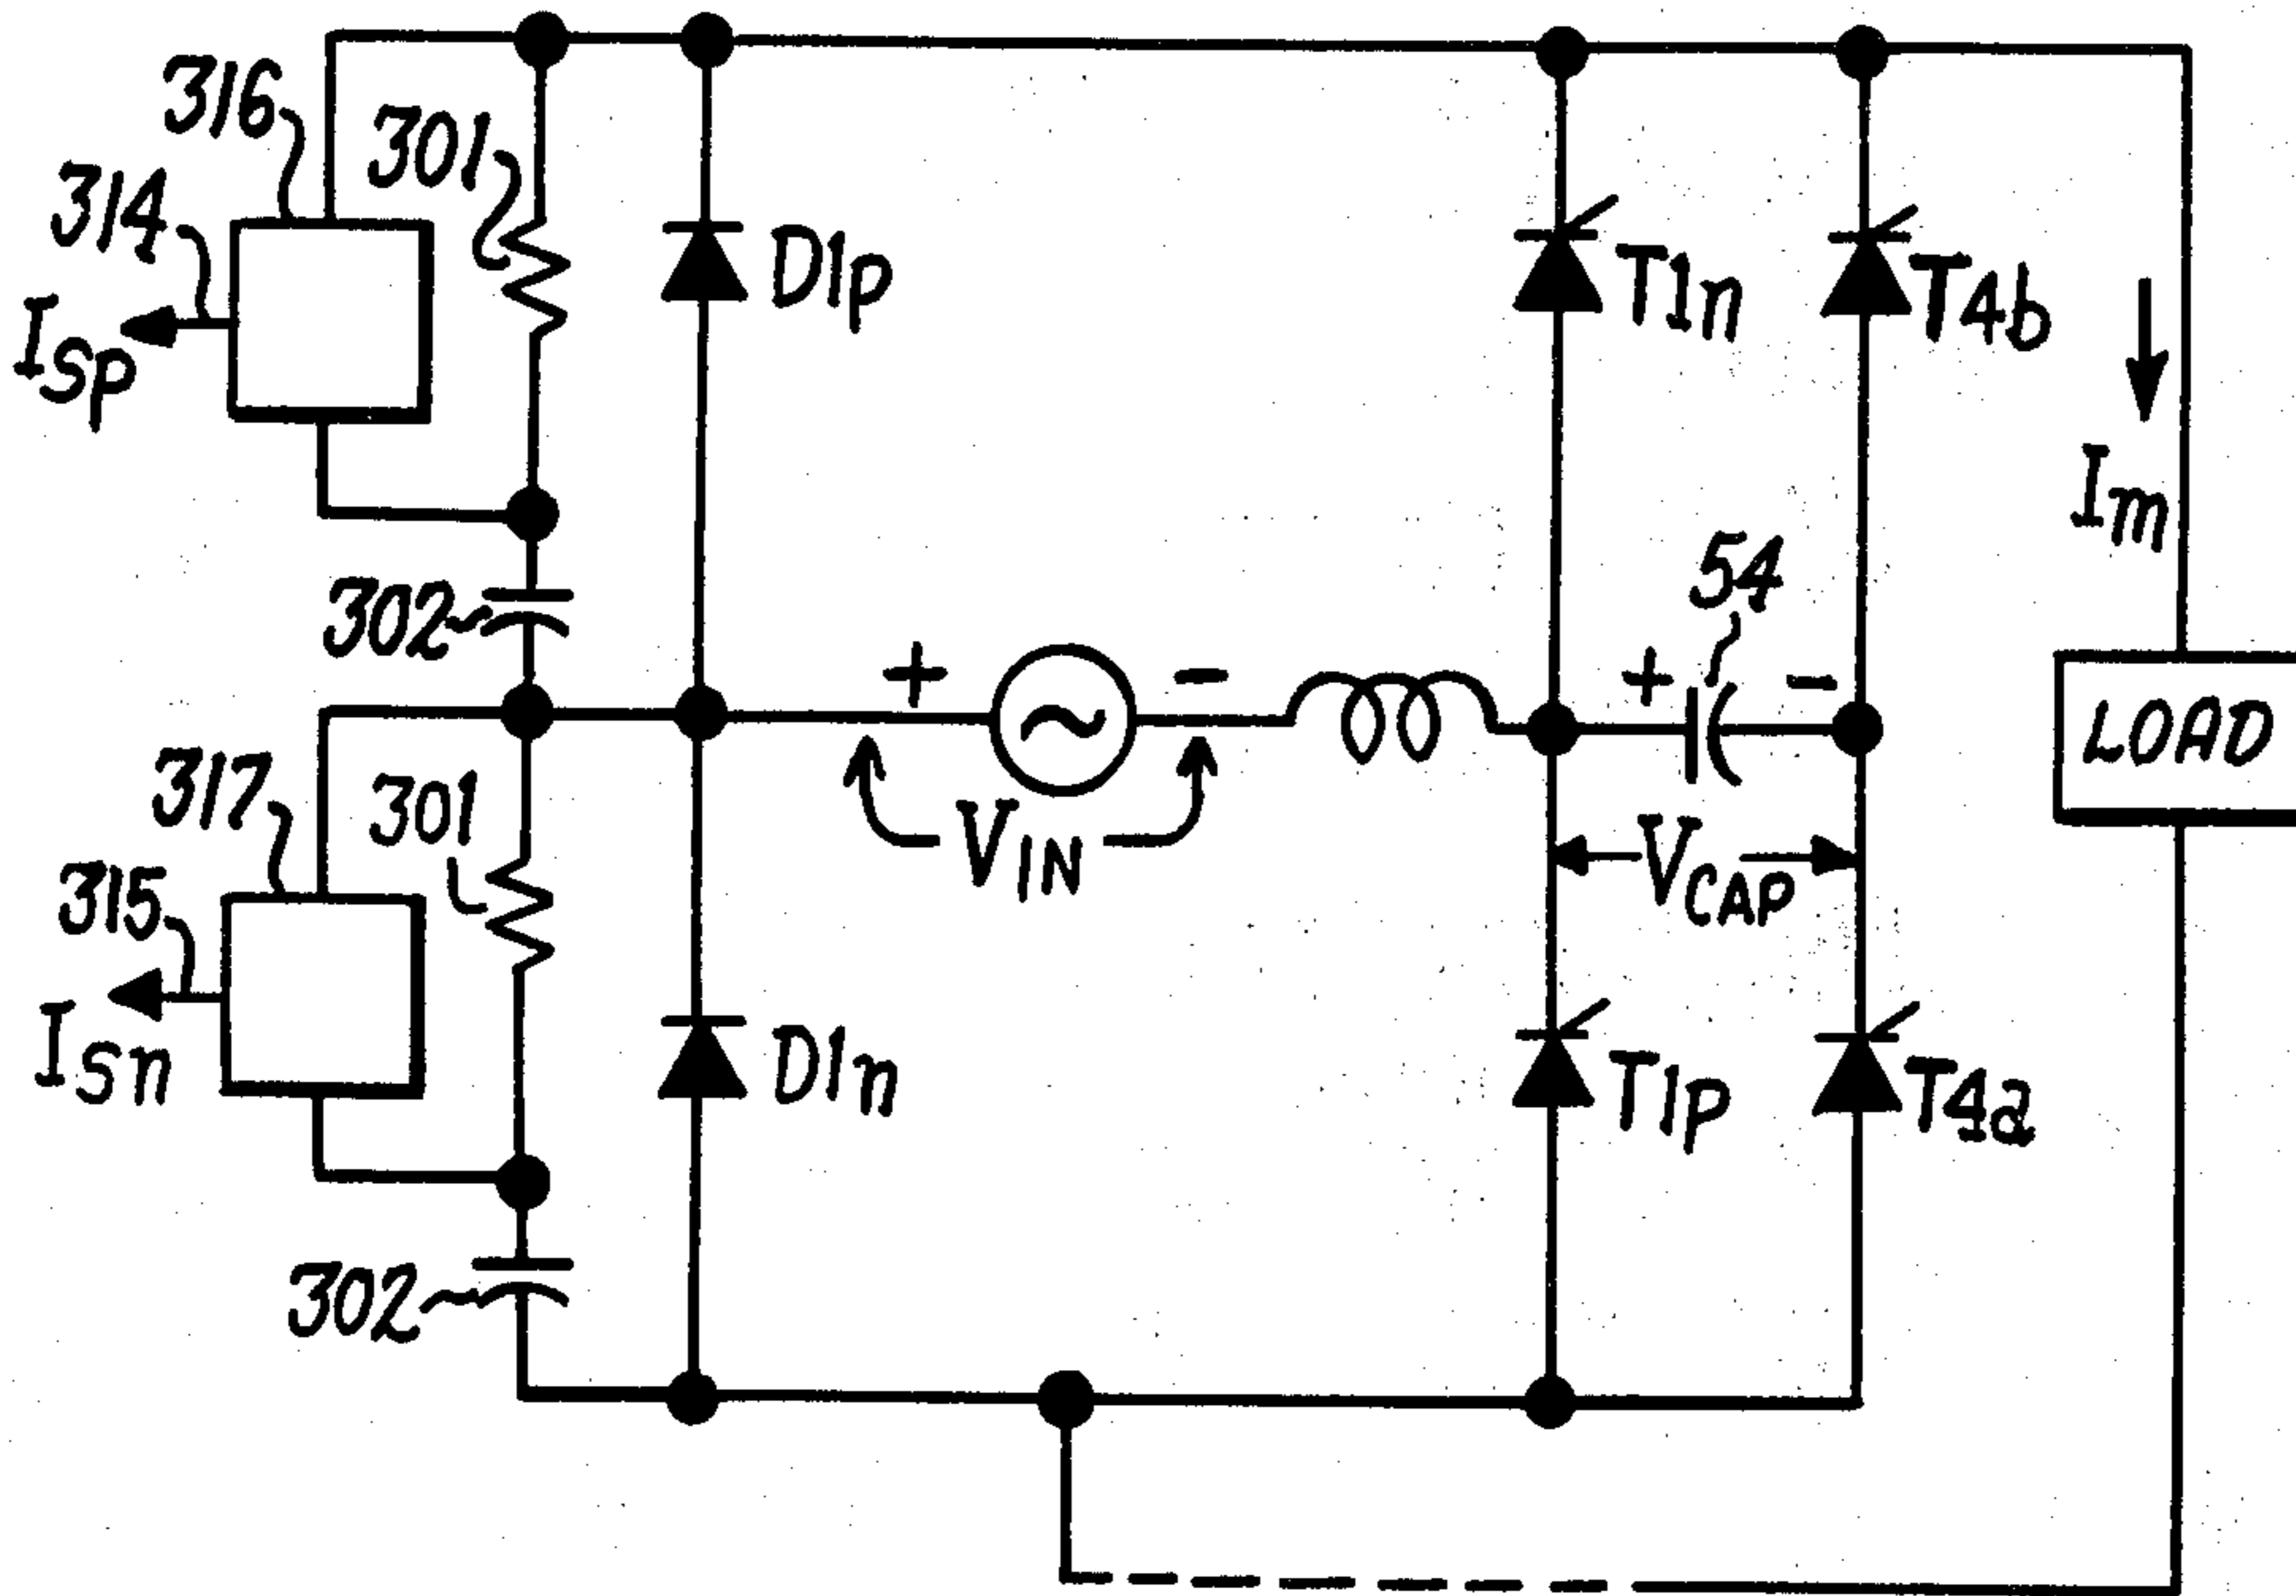 316
301
314
Isp
D1p
T1n
T4b
Im
302
54
+
-
+
-
LOAD
317
301
VIN
VCAP
315
Isn
D1n
T1p
T4a
302